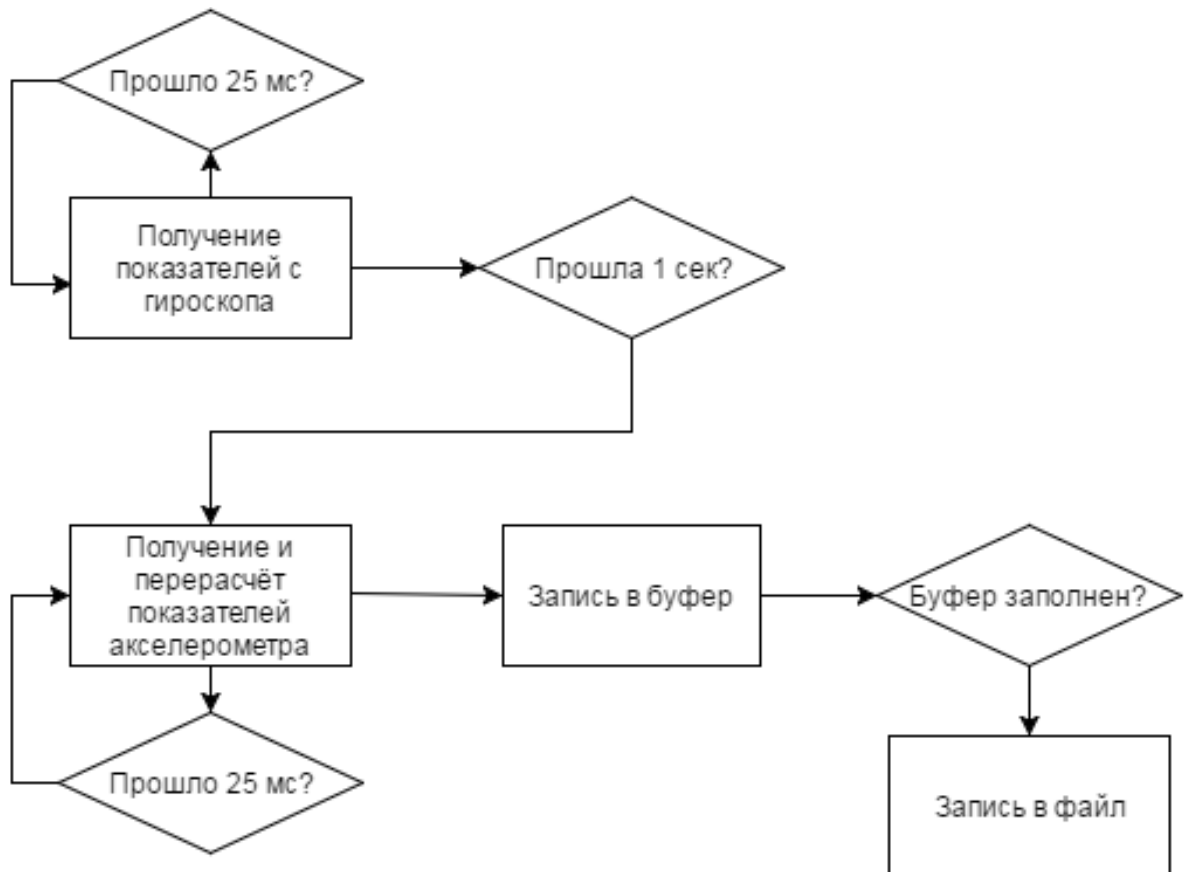 Прошло 25 мс?
Получение
показателей с
гироскопа
Прошла 1 сек?
Получение и
перерасчёт
показателей
акселерометра
Запись в буфер
Буфер заполнен?
Прошло 25 мс?
Запись в файл